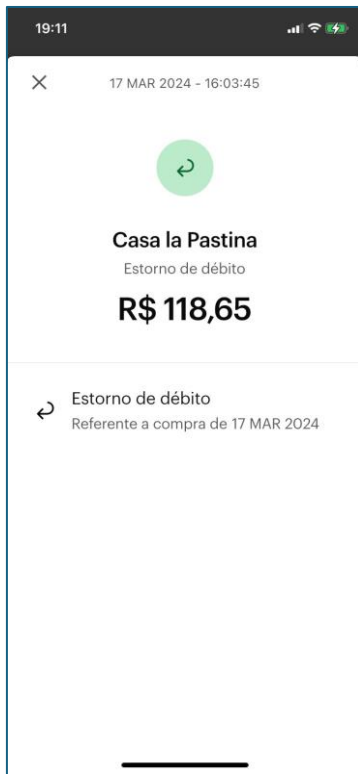 19:11
17 MAR 2024 - 16:03:45
Casa la Pastina
Estorno de débito
R$ 118,65
Estorno de débito
Referente a compra de 17 MAR 2024